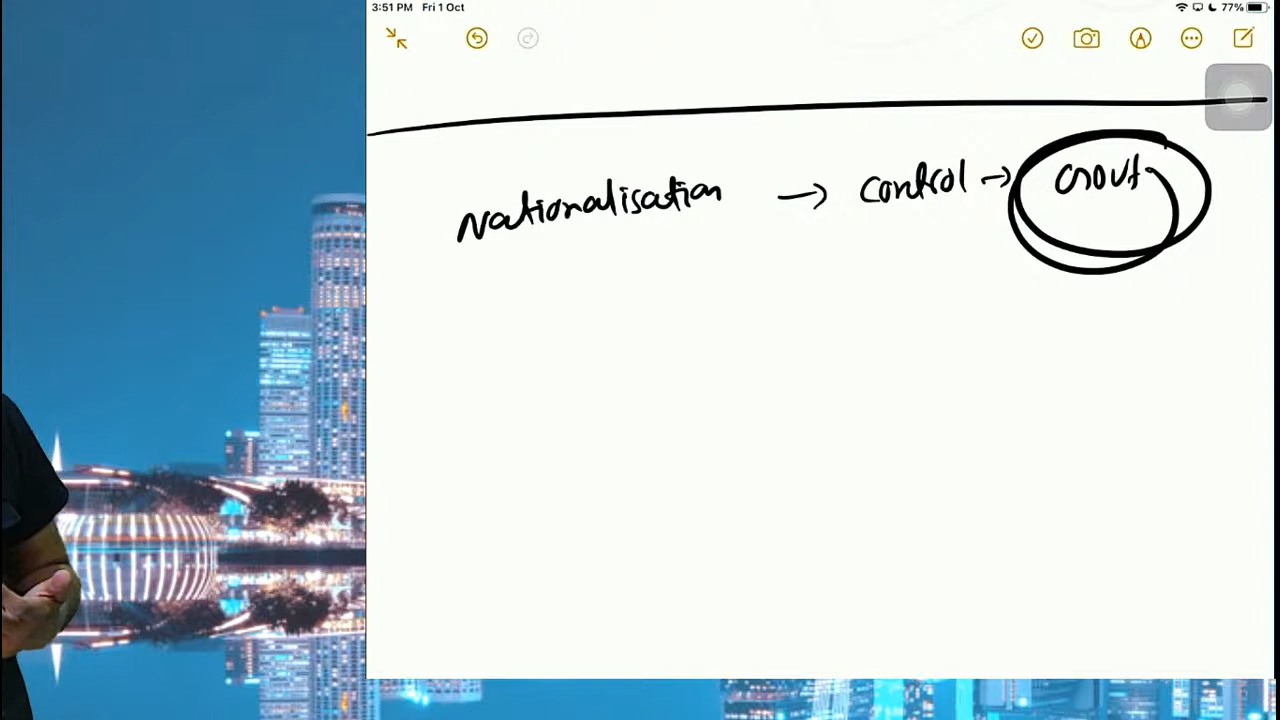 3:51 PM Fri 1 Oct 77%
Nationalisation → control → Govt